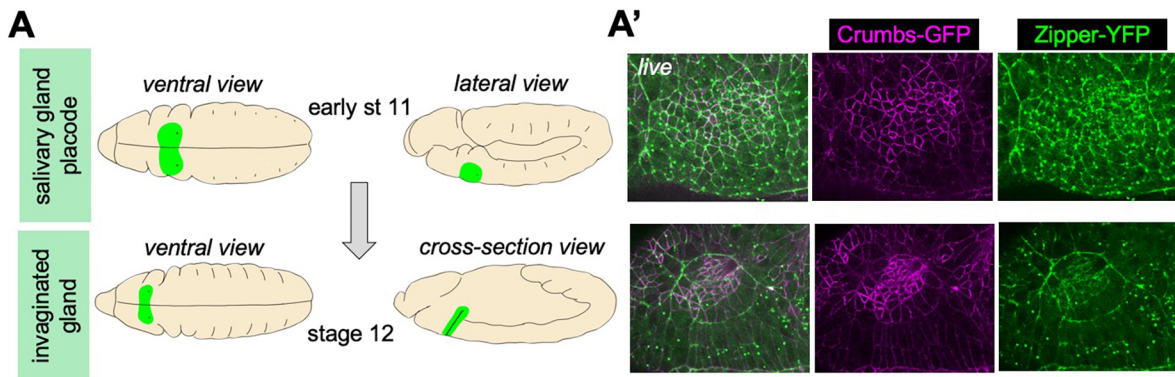 A
salivary gland
placode
ventral view
early st 11
lateral view
invaginated
gland
ventral view
stage 12
cross-section view
A'
Crumbs-GFP
Zipper-YFP
live